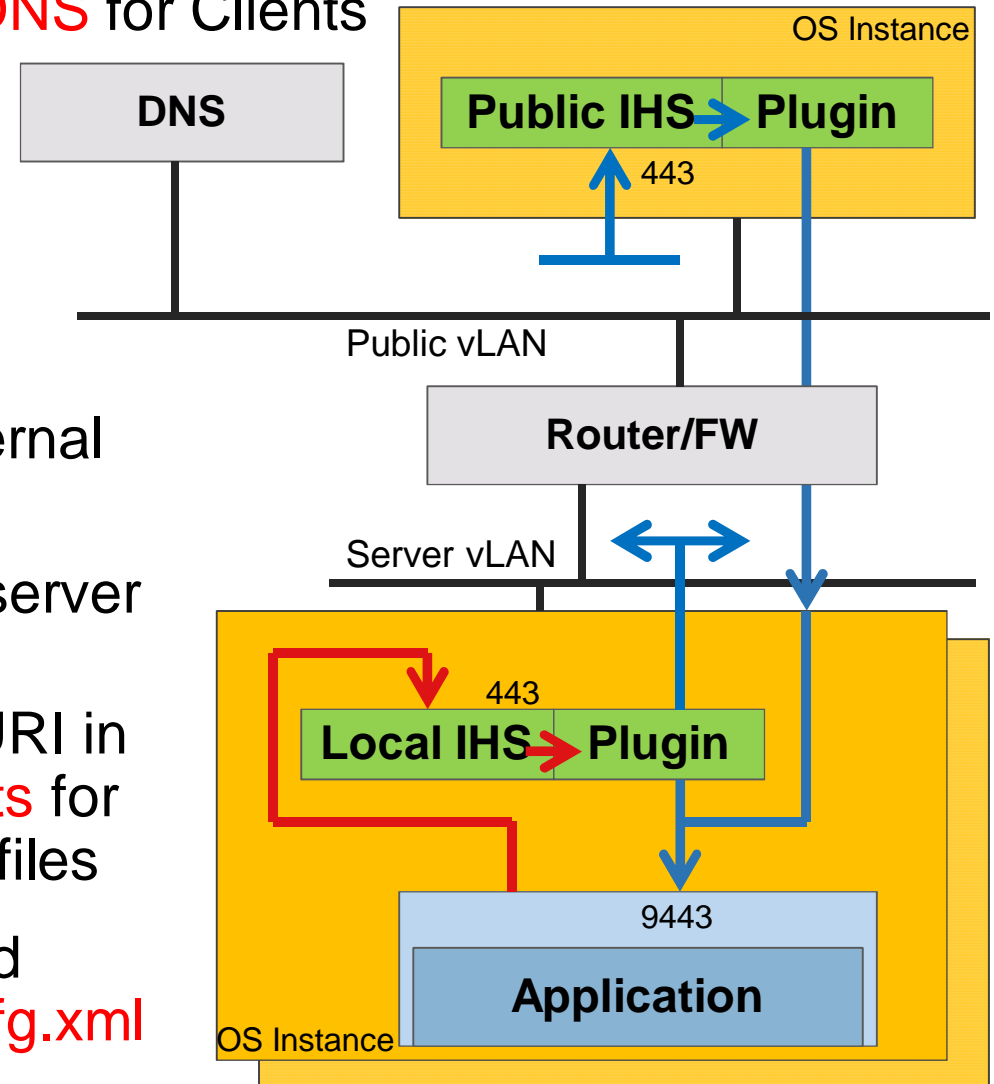 DNS for Clients
OS Instance
DNS
Public IHS
Plugin
443
Public vLAN
ernal
Router/FW
Server vLAN
server
443
URI in
Local IHS
Plugin
ts for
files
9443
d
Application
fg.xml
OS Instance